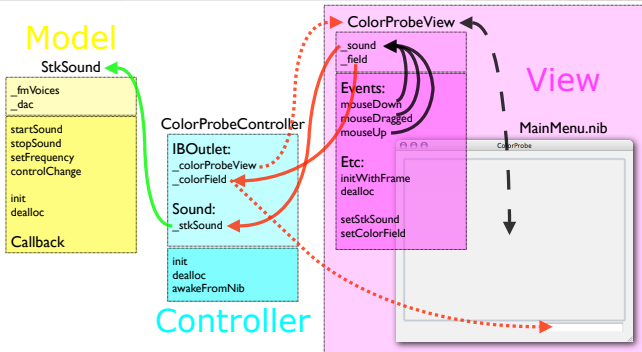 Model
StkSound
_fmVoices
_dac
startSound
stopSound
setFrequency
controlChange
init
dealloc
Callback
ColorProbeController
IBOutlet:
_colorProbeView
_colorField
Sound:
_stkSound
init
dealloc
awakeFromNib
Controller
ColorProbeView
_sound
_field
Events:
mouseDown
mouseDragged
mouseUp
Etc:
initWithFrame
dealloc
setStkSound
setColorField
View
MainMenu.nib
ColorProbe